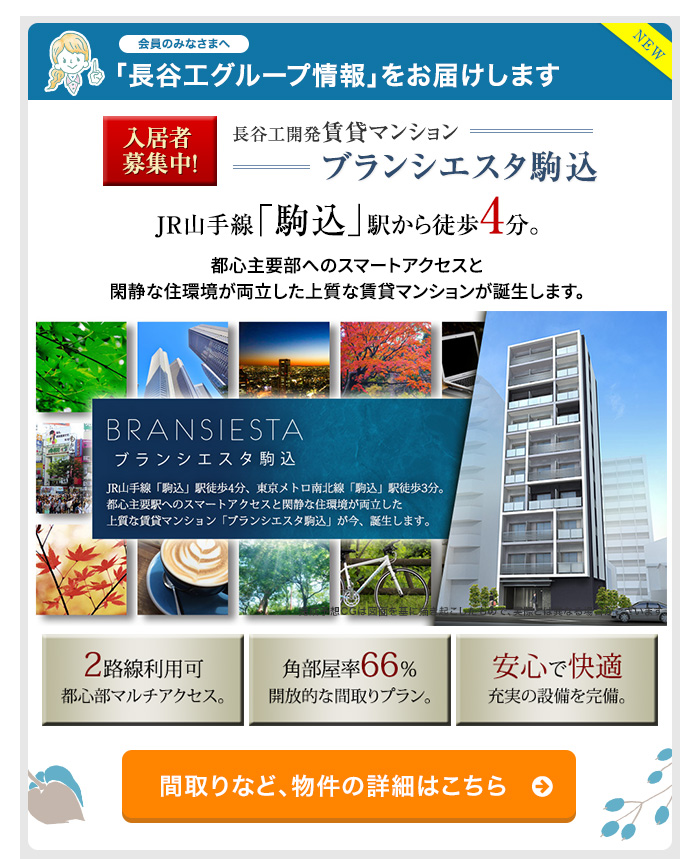 会員のみなさまへ
「長谷工グループ情報」をお届けします
NEW
入居者
募集中!
長谷工開発賃貸マンション
ブランシエスタ駒込
JR山手線「駒込」駅から徒歩4分。
都心主要部へのスマートアクセスと
閑静な住環境が両立した上質な賃貸マンションが誕生します。
BRANSIESTA
ブランシエスタ駒込
JR山手線「駒込」駅徒歩4分、東京メトロ南北線「駒込」駅徒歩3分。
都心主要駅へのスマートアクセスと閑静な住環境が両立した
上質な賃貸マンション「ブランシエスタ駒込」が今、誕生します。
2路線利用可
都心部マルチアクセス。
角部屋率66%
開放的な間取りプラン。
安心で快適
充実の設備を完備。
間取りなど、物件の詳細はこちら